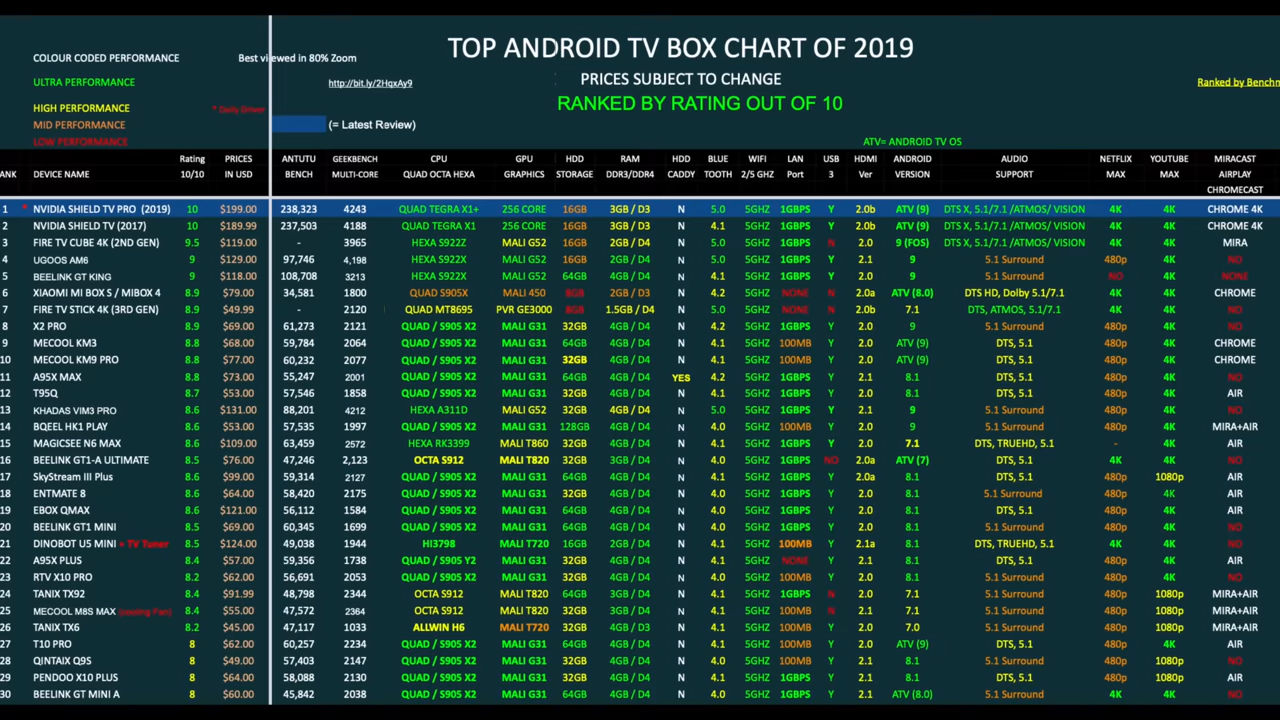 TOP ANDROID TV BOX CHART OF 2019
COLOUR CODED PERFORMANCE Best viewed in 80% Zoom
PRICES SUBJECT TO CHANGE
ULTRA PERFORMANCE http://bit.ly/2HqxAy9 Ranked by Benchm
RANKED BY RATING OUT OF 10
HIGH PERFORMANCE * Daily Driver
MID PERFORMANCE (= Latest Review)
LOW PERFORMANCE ATV= ANDROID TV OS
Rating PRICES ANTUTU GEEKBENCH CPU GPU HDD RAM HDD BLUE WIFI LAN USB HDMI ANDROID AUDIO NETFLIX YOUTUBE MIRACAST
ANK DEVICE NAME 10/10 IN USD BENCH MULTI-CORE QUAD OCTA HEXA GRAPHICS STORAGE DDR3/DDR4 CADDY TOOTH 2/5 GHZ Port 3 Ver VERSION SUPPORT MAX MAX AIRPLAY
CHROMECAST
1 * NVIDIA SHIELD TV PRO (2019) 10 $199.00 238,323 4243 QUAD TEGRA X1+ 256 CORE 16GB 3GB / D3 N 5.0 5GHZ 1GBPS Y 2.0b ATV (9) DTS X, 5.1/7.1 /ATMOS/ VISION 4K 4K CHROME 4K
2 NVIDIA SHIELD TV (2017) 10 $189.99 237,503 4188 QUAD TEGRA X1 256 CORE 16GB 3GB / D3 N 4.1 5GHZ 1GBPS Y 2.0b ATV (9) DTS X, 5.1/7.1 /ATMOS/ VISION 4K 4K CHROME 4K
3 FIRE TV CUBE 4K (2ND GEN) 9.5 $119.00 - 3965 HEXA S922Z MALI G52 16GB 2GB / D4 N 5.0 5GHZ 1GBPS N 2.0b 9 (FOS) DTS X, 5.1/7.1 /ATMOS/ VISION 4K 4K MIRA
4 UGOOS AM6 9 $129.00 97,746 4,198 HEXA S922X MALI G52 16GB 2GB / D4 N 5.0 5GHZ 1GBPS Y 2.1 9 5.1 Surround 480p 4K NO
5 BEELINK GT KING 9 $118.00 108,708 3213 HEXA S922X MALI G52 64GB 4GB / D4 N 4.1 5GHZ 1GBPS Y 2.1 9 5.1 Surround NO 4K NONE
6 XIAOMI MI BOX S / MIBOX 4 8.9 $79.00 34,581 1800 QUAD S905X MALI 450 8GB 2GB / D3 N 4.2 5GHZ NONE N 2.0a ATV (8.0) DTS HD, Dolby 5.1/7.1 4K 4K CHROME
7 FIRE TV STICK 4K (3RD GEN) 8.9 $49.99 - 2120 QUAD MT8695 PVR GE3000 8GB 1.5GB / D4 N 5.0 5GHZ NONE N 2.0b 7.1 DTS, ATMOS, 5.1/7.1 4K 4K NO
8 X2 PRO 8.9 $69.00 61,273 2121 QUAD / S905 X2 MALI G31 32GB 4GB / D4 N 4.2 5GHZ 1GBPS Y 2.0 9 5.1 Surround 480p 4K NO
9 MECOOL KM3 8.8 $68.00 59,784 2064 QUAD / S905 X2 MALI G31 64GB 4GB / D4 N 4.1 5GHZ 100MB Y 2.0 ATV (9) DTS, 5.1 480p 4K CHROME
10 MECOOL KM9 PRO 8.8 $77.00 60,232 2077 QUAD / S905 X2 MALI G31 32GB 4GB / D4 N 4.1 5GHZ 100MB Y 2.0 ATV (9) DTS, 5.1 480p 4K CHROME
11 A95X MAX 8.8 $73.00 55,247 2001 QUAD / S905 X2 MALI G31 64GB 4GB / D4 YES 4.2 5GHZ 1GBPS Y 2.1 8.1 DTS, 5.1 480p 4K NO
12 T95Q 8.7 $53.00 57,546 1858 QUAD / S905 X2 MALI G31 32GB 4GB / D4 N 4.1 5GHZ 1GBPS Y 2.0 8.1 DTS, 5.1 480p 4K AIR
13 KHADAS VIM3 PRO 8.6 $131.00 88,201 4212 HEXA A311D MALI G52 32GB 4GB / D4 N 5.0 5GHZ 1GBPS Y 2.1 9 5.1 Surround 480p 4K NO
14 BQEEL HK1 PLAY 8.6 $57.00 57,535 1997 QUAD / S905 X2 MALI G31 128GB 4GB / D4 N 4.0 5GHZ 100MB Y 2.0 9 5.1 Surround 480p 4K MIRA+AIR
15 MAGICSEE N6 MAX 8.6 $109.00 63,459 2572 HEXA RK3399 MALI T860 32GB 4GB / D4 N 4.1 5GHZ 1GBPS Y 2.0 7.1 DTS, TRUEHD, 5.1 - 4K AIR
16 BEELINK GT1-A ULTIMATE 8.5 $76.00 47,246 2,123 OCTA S912 MALI T820 32GB 3GB / D4 N 4.0 5GHZ 1GBPS NO 2.0a ATV (7) DTS, 5.1 4K 4K NO
17 SkyStream III Plus 8.6 $99.00 59,314 2127 QUAD / S905 X2 MALI G31 64GB 4GB / D4 N 4.1 5GHZ 1GBPS Y 2.0a 8.1 DTS, 5.1 480p 1080p AIR
18 ENTMATE 8 8.6 $84.00 58,420 2175 QUAD / S905 X2 MALI G31 32GB 4GB / D4 N 4.1 5GHZ 1GBPS Y 2.0 8.1 5.1 Surround 480p 4K AIR
19 EBOX QMAX 8.6 $121.00 56,112 1584 QUAD / S905 X2 MALI G31 64GB 4GB / D4 N 4.1 5GHZ 1GBPS Y 2.0 8.1 5.1 Surround 480p 4K AIR
20 BEELINK GT1 MINI 8.5 $69.00 60,345 1699 QUAD / S905 X2 MALI G31 32GB 4GB / D4 N 4.0 5GHZ 1GBPS Y 2.0 8.1 5.1 Surround 480p 4K NO
21 DINOBOT U5 MINI + TV Tuner 8.5 $124.00 49,038 1944 HI3798 MALI T720 16GB 2GB / D4 N 4.1 5GHZ 100MB Y 2.1a 8.1 DTS, TRUEHD, 5.1 4K 4K NO
22 A95X PLUS 8.4 $57.00 59,356 1738 QUAD / S905 Y2 MALI G31 32GB 4GB / D4 N 4.1 5GHZ NONE Y 2.1 8.1 DTS, 5.1 480p 4K AIR
23 RTV X10 PRO 8.2 $62.00 56,691 2053 QUAD / S905 X2 MALI G31 32GB 4GB / D4 N 4.1 5GHZ 100MB Y 2.0 8.1 5.1 Surround 480p 4K NO
24 TANIX TX92 8.4 $91.99 48,798 2344 OCTA S912 MALI T820 64GB 3GB / D4 N 4.1 5GHZ 1GBPS N 2.0 7.1 5.1 Surround 480p 1080p MIRA+AIR
25 MECOOL M8S MAX 8.4 $55.00 47,572 2364 OCTA S912 MALI T820 32GB 3GB / D4 N 4.1 5GHZ 100MB N 2.1 7.1 5.1 Surround 480p 1080p MIRA+AIR
26 TANIX TX6 8.2 $45.00 47,117 1033 ALLWIN H6 MALI T720 32GB 4GB / D3 N 4.1 5GHZ 100MB Y 2.0 7.0 5.1 Surround 480p 1080p MIRA+AIR
27 T10 PRO 8 $62.00 60,257 2234 QUAD / S905 X2 MALI G31 64GB 4GB / D4 N 4.1 5GHZ 100MB Y 2.0 ATV (9) DTS, 5.1 480p 4K AIR
28 QINTAIX Q9S 8 $49.00 57,403 2147 QUAD / S905 X2 MALI G31 32GB 4GB / D4 N 4.0 5GHZ 100MB Y 2.1 8.1 5.1 Surround 480p 1080p NO
29 PENDOO X10 PLUS 8 $64.00 58,088 2130 QUAD / S905 X2 MALI G31 32GB 4GB / D4 N 4.1 5GHZ 1GBPS Y 2.1 8.1 DTS, 5.1 480p 4K AIR
30 BEELINK GT MINI A 8 $60.00 45,842 2038 QUAD / S905 X2 MALI G31 64GB 4GB / D4 N 4.0 5GHZ 1GBPS Y 2.1 ATV (8.0) 5.1 Surround 4K 4K NO